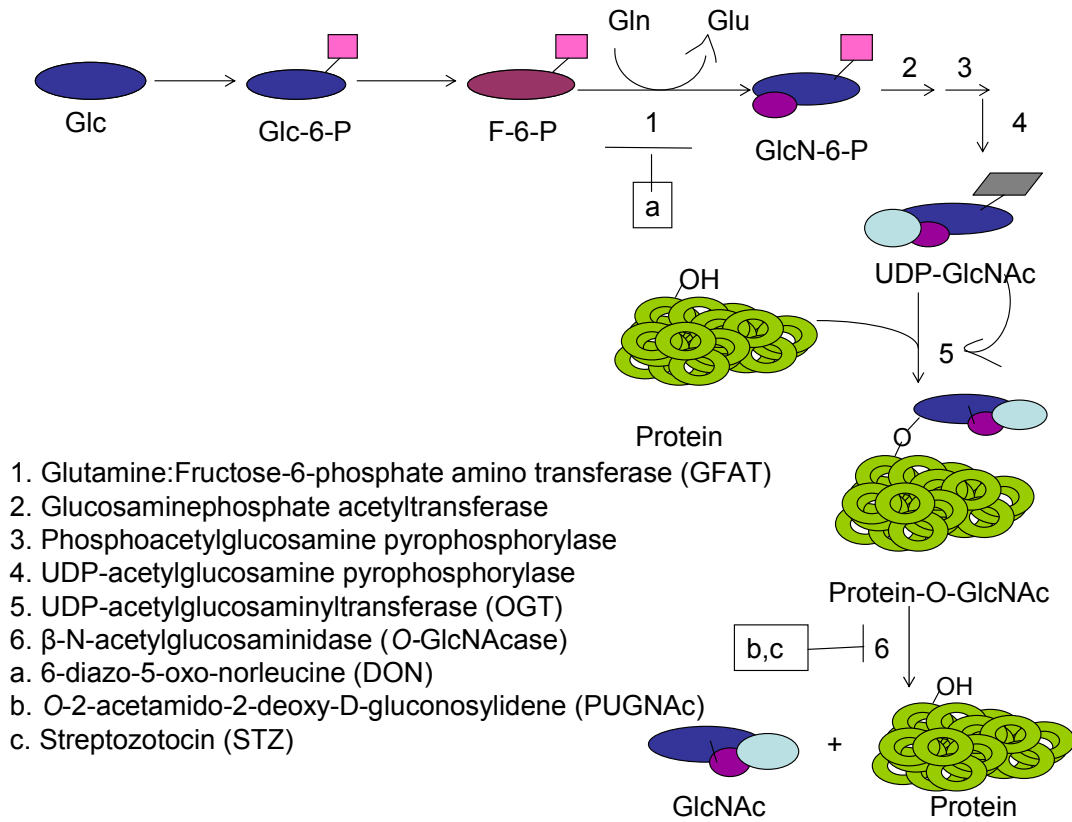 Gln Glu
2 3
Glc
Glc-6-P
F-6-P
1
GlcN-6-P
4
a
UDP-GlcNAc
OH
5
Protein
O
1. Glutamine:Fructose-6-phosphate amino transferase (GFAT)
2. Glucosaminephosphate acetyltransferase
3. Phosphoacetylglucosamine pyrophosphorylase
4. UDP-acetylglucosamine pyrophosphorylase
5. UDP-acetylglucosaminyltransferase (OGT)
6. β-N-acetylglucosaminidase (O-GlcNAcase)
a. 6-diazo-5-oxo-norleucine (DON)
b. O-2-acetamido-2-deoxy-D-gluconosylidene (PUGNAc)
c. Streptozotocin (STZ)
Protein-O-GlcNAc
b,c 6
OH
+
GlcNAc
Protein